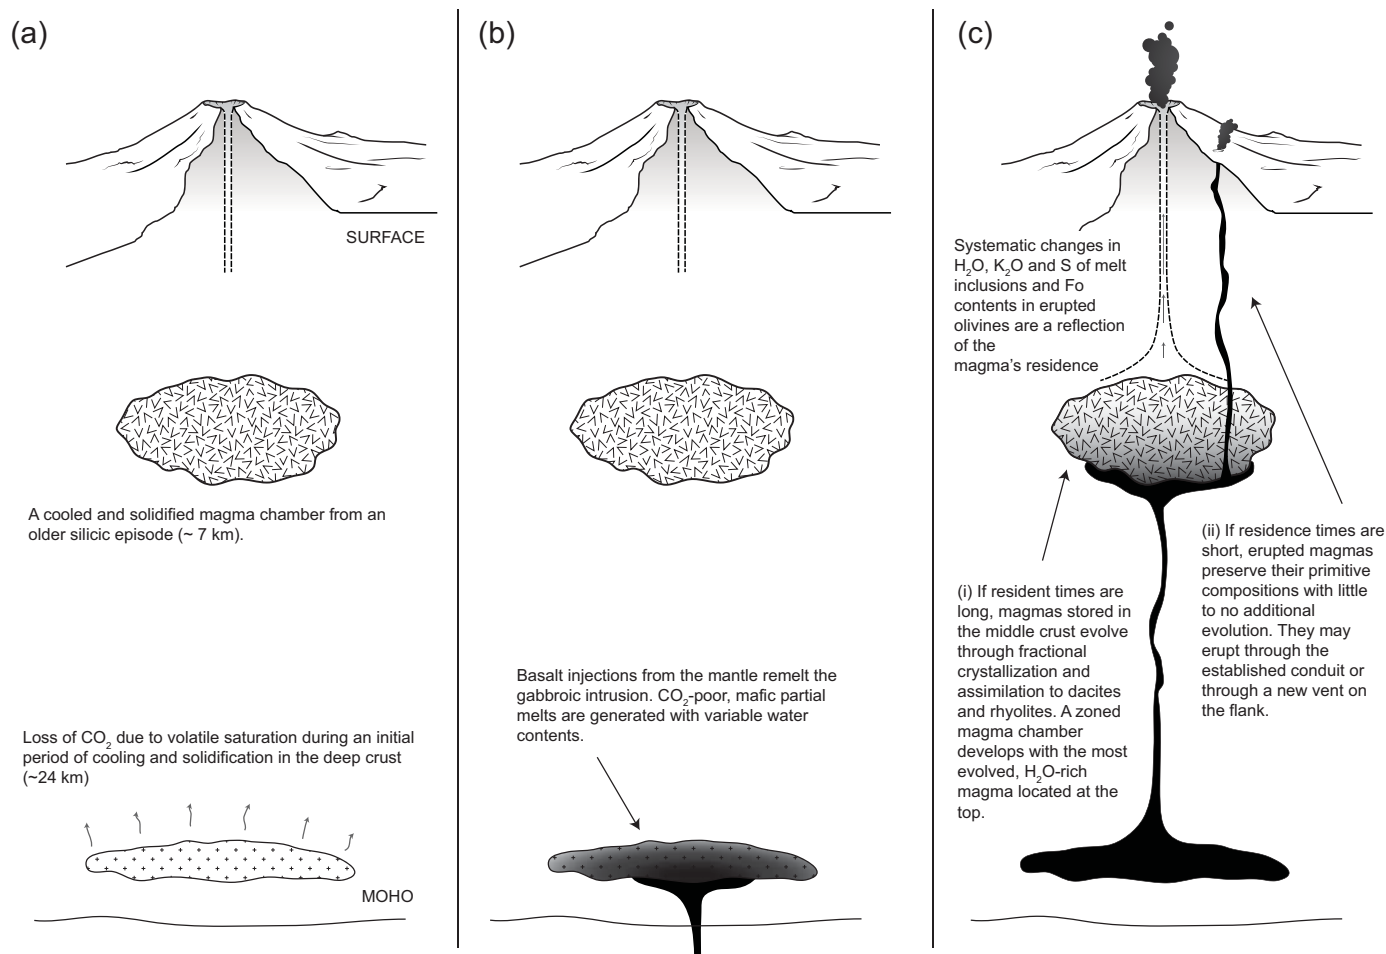 (a)
SURFACE
A cooled and solidified magma chamber from an
older silicic episode (~ 7 km).
Loss of CO2 due to volatile saturation during an initial
period of cooling and solidification in the deep crust
(~24 km)
MOHO
(b)
Basalt injections from the mantle remelt the
gabbroic intrusion. CO2-poor, mafic partial
melts are generated with variable water
contents.
(c)
Systematic changes in
H2O, K2O and S of melt
inclusions and Fo
contents in erupted
olivines are a reflection
of the
magma's residence
(i) If resident times are
long, magmas stored in
the middle crust evolve
through fractional
crystallization and
assimilation to dacites
and rhyolites. A zoned
magma chamber
develops with the most
evolved, H2O-rich
magma located at the
top.
(ii) If residence times are
short, erupted magmas
preserve their primitive
compositions with little
to no additional
evolution. They may
erupt through the
established conduit or
through a new vent on
the flank.